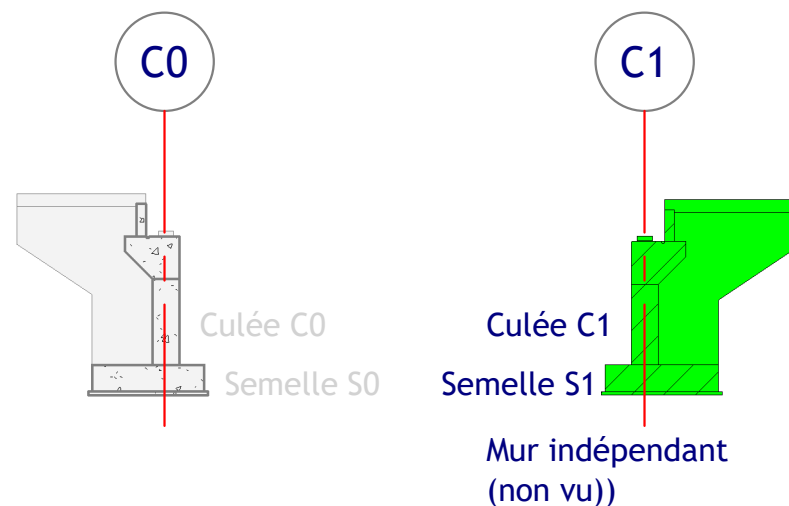 C0
C1
Culée C0
Culée C1
Semelle S0
Semelle S1
Mur indépendant
(non vu))